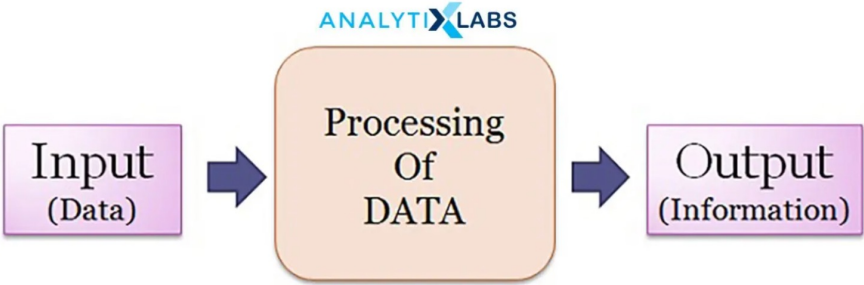 ANALYTIXLABS
Input
(Data)
Processing
Of
DATA
Output
(Information)